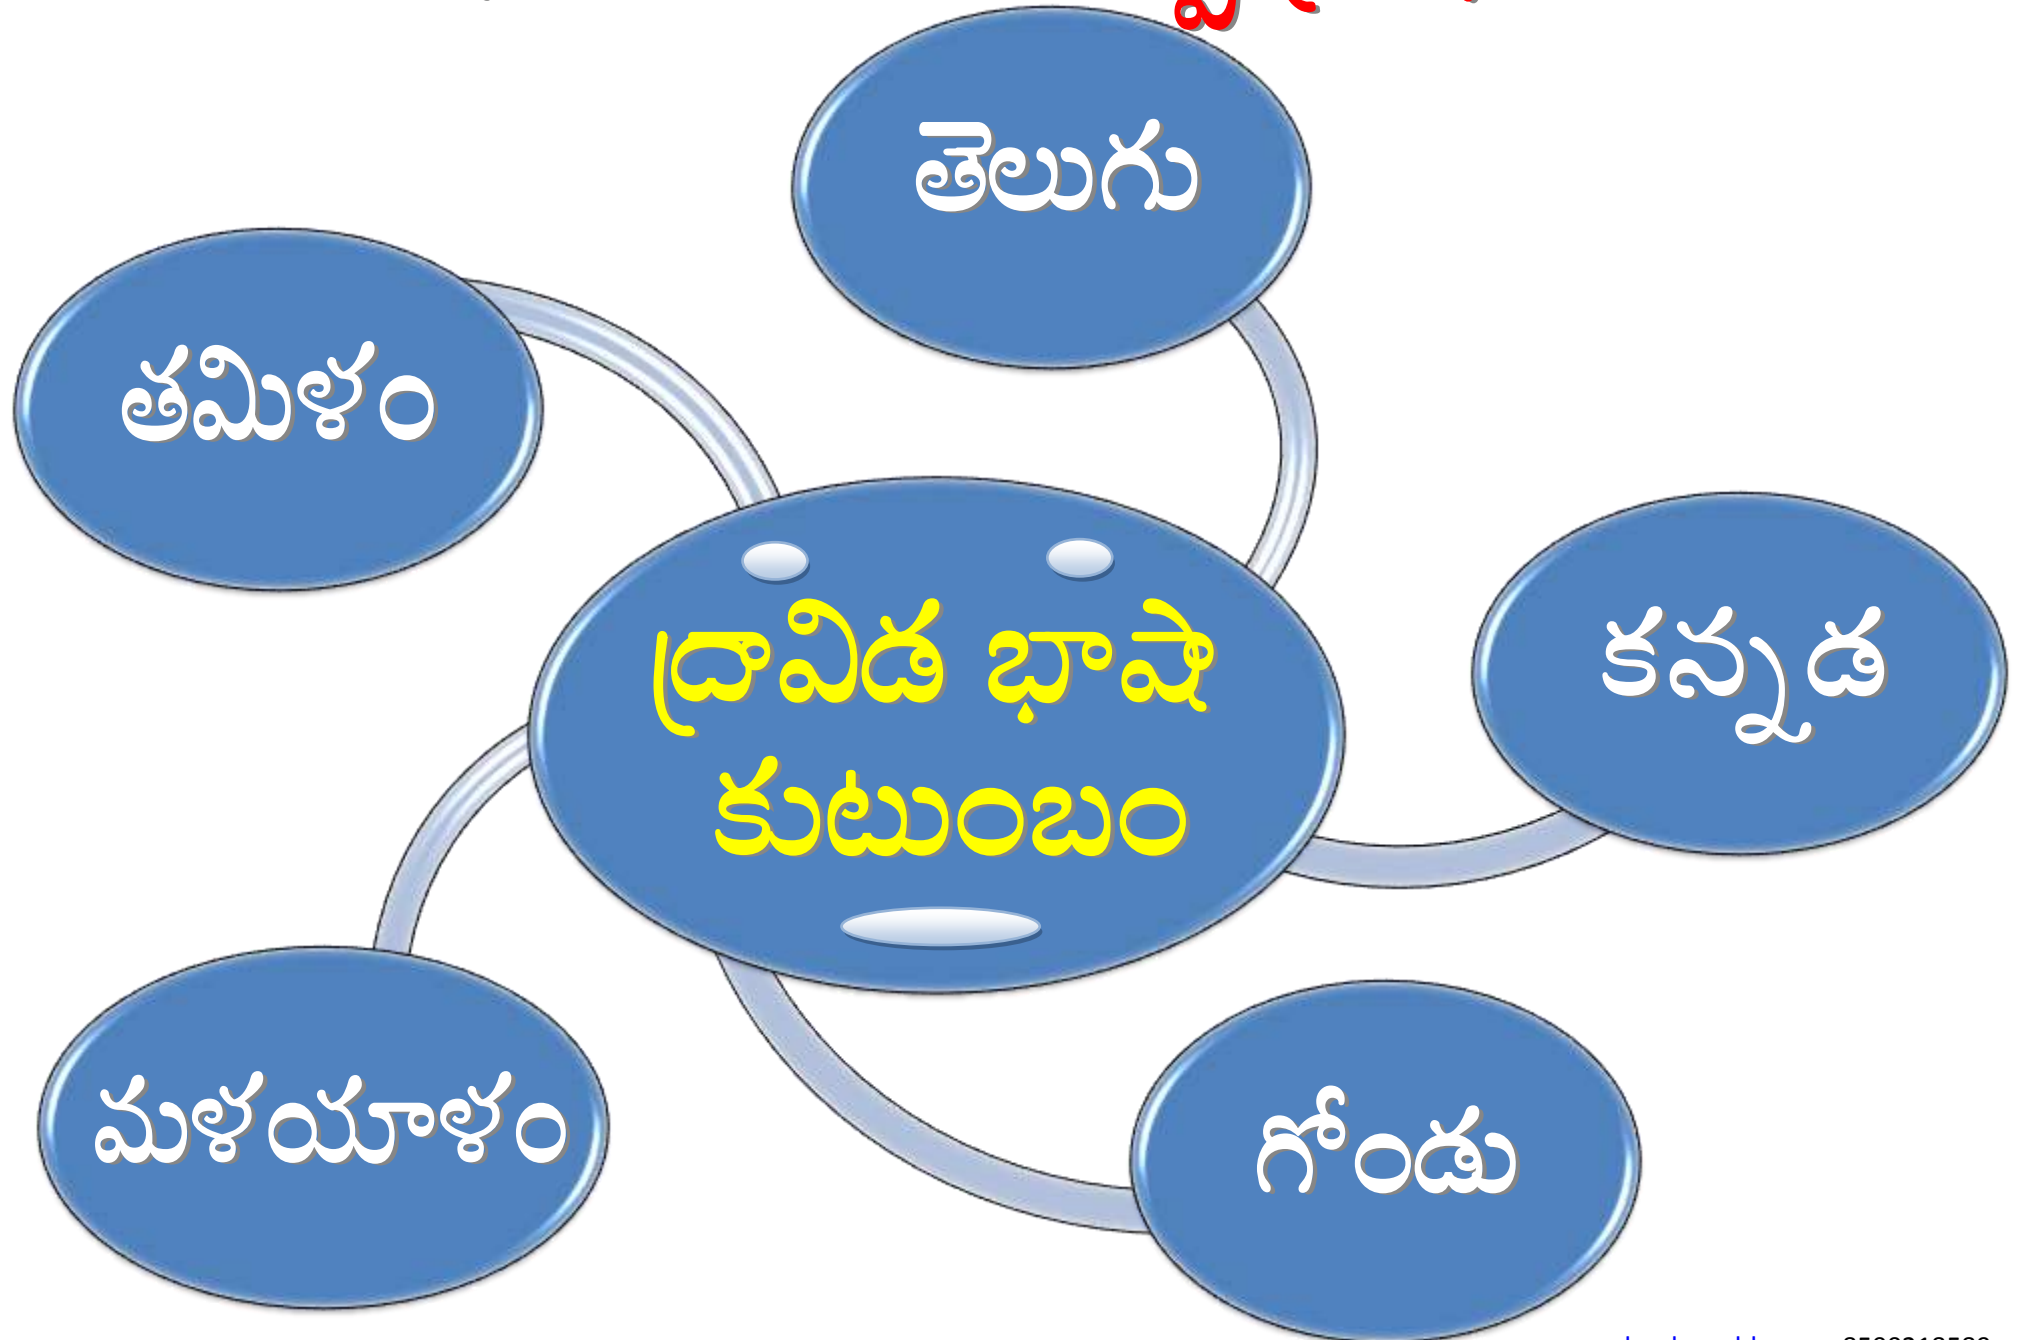 తెలుగు
తమిళం
ద్రావిడ భాషా
కుటుంబం
కన్నడ
మళయాళం
గోండు